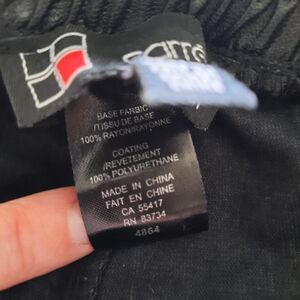 BASE FARBIC
/TISSU DE BASE
100% RAYON/RAYONNE
COATING
/REVETEMENT
100% POLYURETHANE
MADE IN CHINA
FAIT EN CHINE
CA 55417
RN 83734
4864